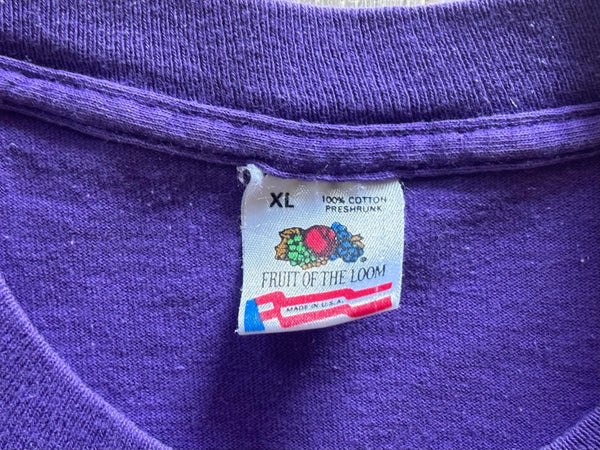 XL
100% COTTON
PRESHRUNK
FRUIT OF THE LOOM
MADE IN U.S.A.